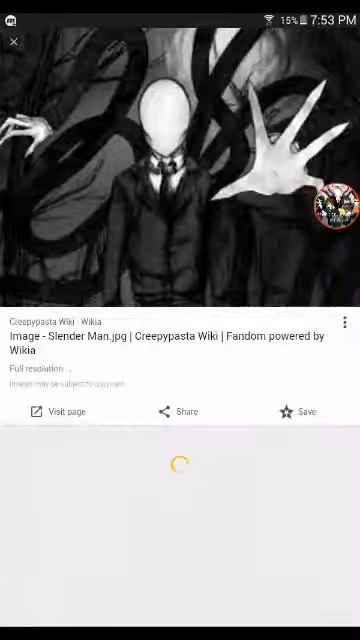 15% 7:53 PM
Creepypasta Wiki - Wikia
Image - Slender Man.jpg | Creepypasta Wiki | Fandom powered by
Wikia
Full resolution ...
Images may be subject to copyright.
Visit page
Share
Save